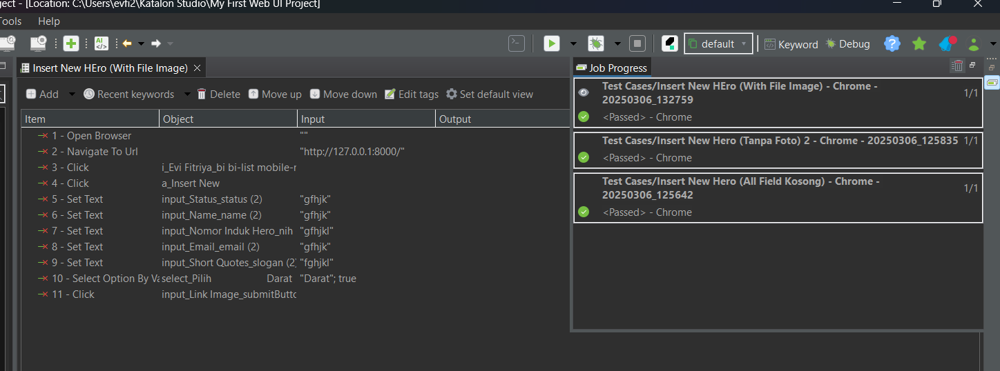 ject - [Location: C:\Users\evfi2\Katalon Studio\My First Web UI Project]
Tools Help
default Keyword Debug
Insert New HEro (With File Image)
Add Recent keywords Delete Move up Move down Edit tags Set default view
Item Object Input Output
1 - Open Browser ""
2 - Navigate To Url "http://127.0.0.1:8000/"
3 - Click i_Evi Fitriya_bi bi-list mobile-r
4 - Click a_Insert New
5 - Set Text input_Status_status (2) "gfhjk"
6 - Set Text input_Name_name (2) "gfhjk"
7 - Set Text input_Nomor Induk Hero_nih "gfhjkl"
8 - Set Text input_Email_email (2) "gfhjk"
9 - Set Text input_Short Quotes_slogan (2) "fghjkl"
10 - Select Option By Va select_Pilih Darat "Darat"; true
11 - Click input_Link Image_submitButtc
Job Progress
Test Cases/Insert New HEro (With File Image) - Chrome -
20250306_132759 1/1
<Passed> - Chrome
Test Cases/Insert New Hero (Tanpa Foto) 2 - Chrome - 20250306_125835 1/1
<Passed> - Chrome
Test Cases/Insert New Hero (All Field Kosong) - Chrome -
20250306_125642 1/1
<Passed> - Chrome